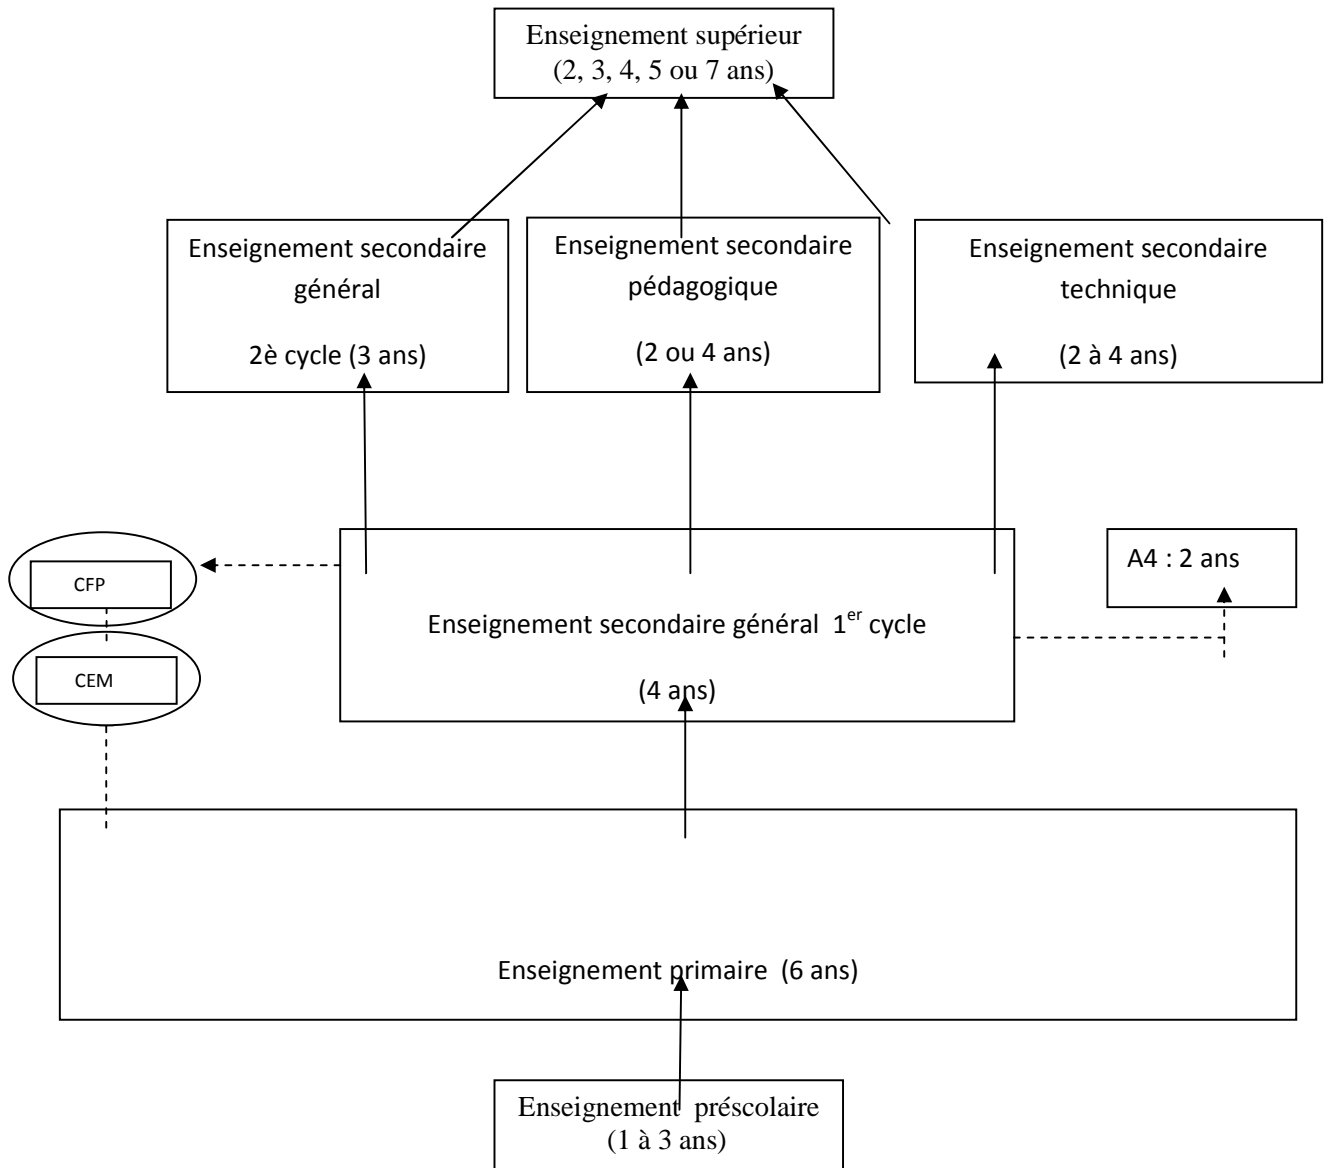 Enseignement supérieur
(2, 3, 4, 5 ou 7 ans)
Enseignement secondaire
général
2è cycle (3 ans)
Enseignement secondaire
pédagogique
(2 ou 4 ans)
Enseignement secondaire
technique
(2 à 4 ans)
CFP
CEM
Enseignement secondaire général 1er cycle
(4 ans)
A4 : 2 ans
Enseignement primaire (6 ans)
Enseignement préscolaire
(1 à 3 ans)